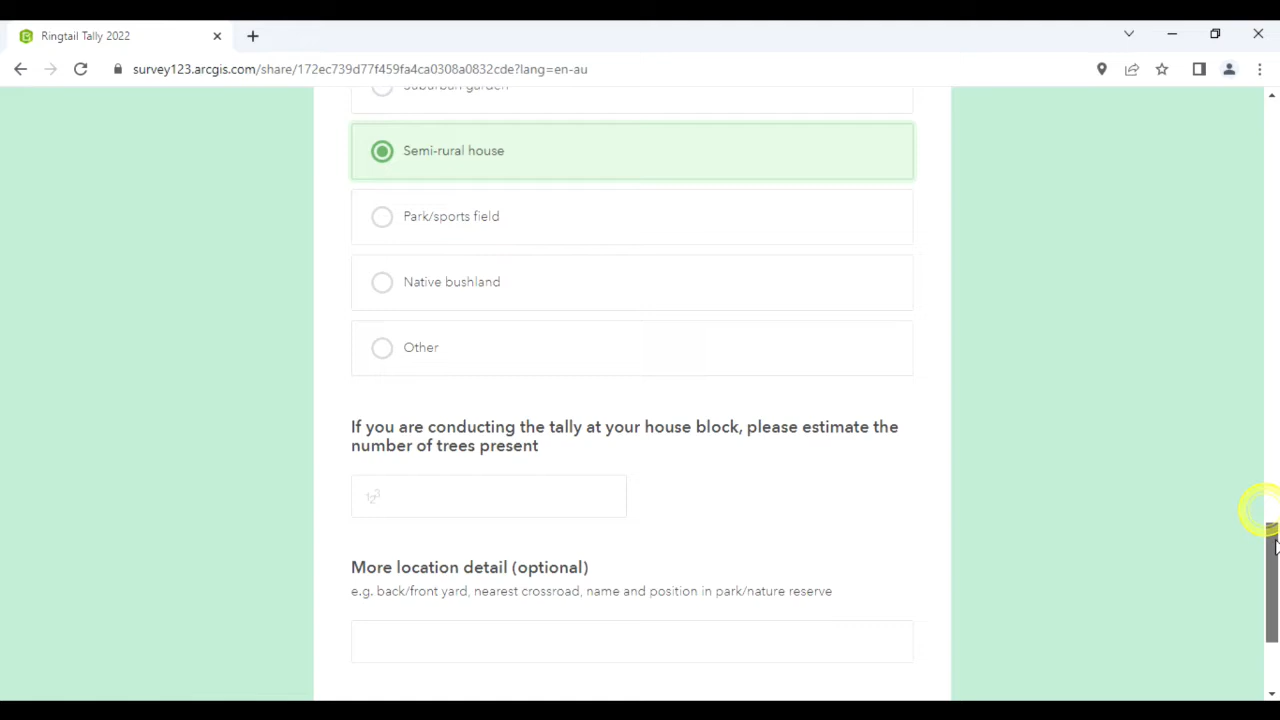 Ringtail Tally 2022
survey123.arcgis.com/share/172ec739d77f459fa4ca0308a0832cde?lang=en-au
Suburban garden
Semi-rural house
Park/sports field
Native bushland
Other
If you are conducting the tally at your house block, please estimate the
number of trees present
More location detail (optional)
e.g. back/front yard, nearest crossroad, name and position in park/nature reserve